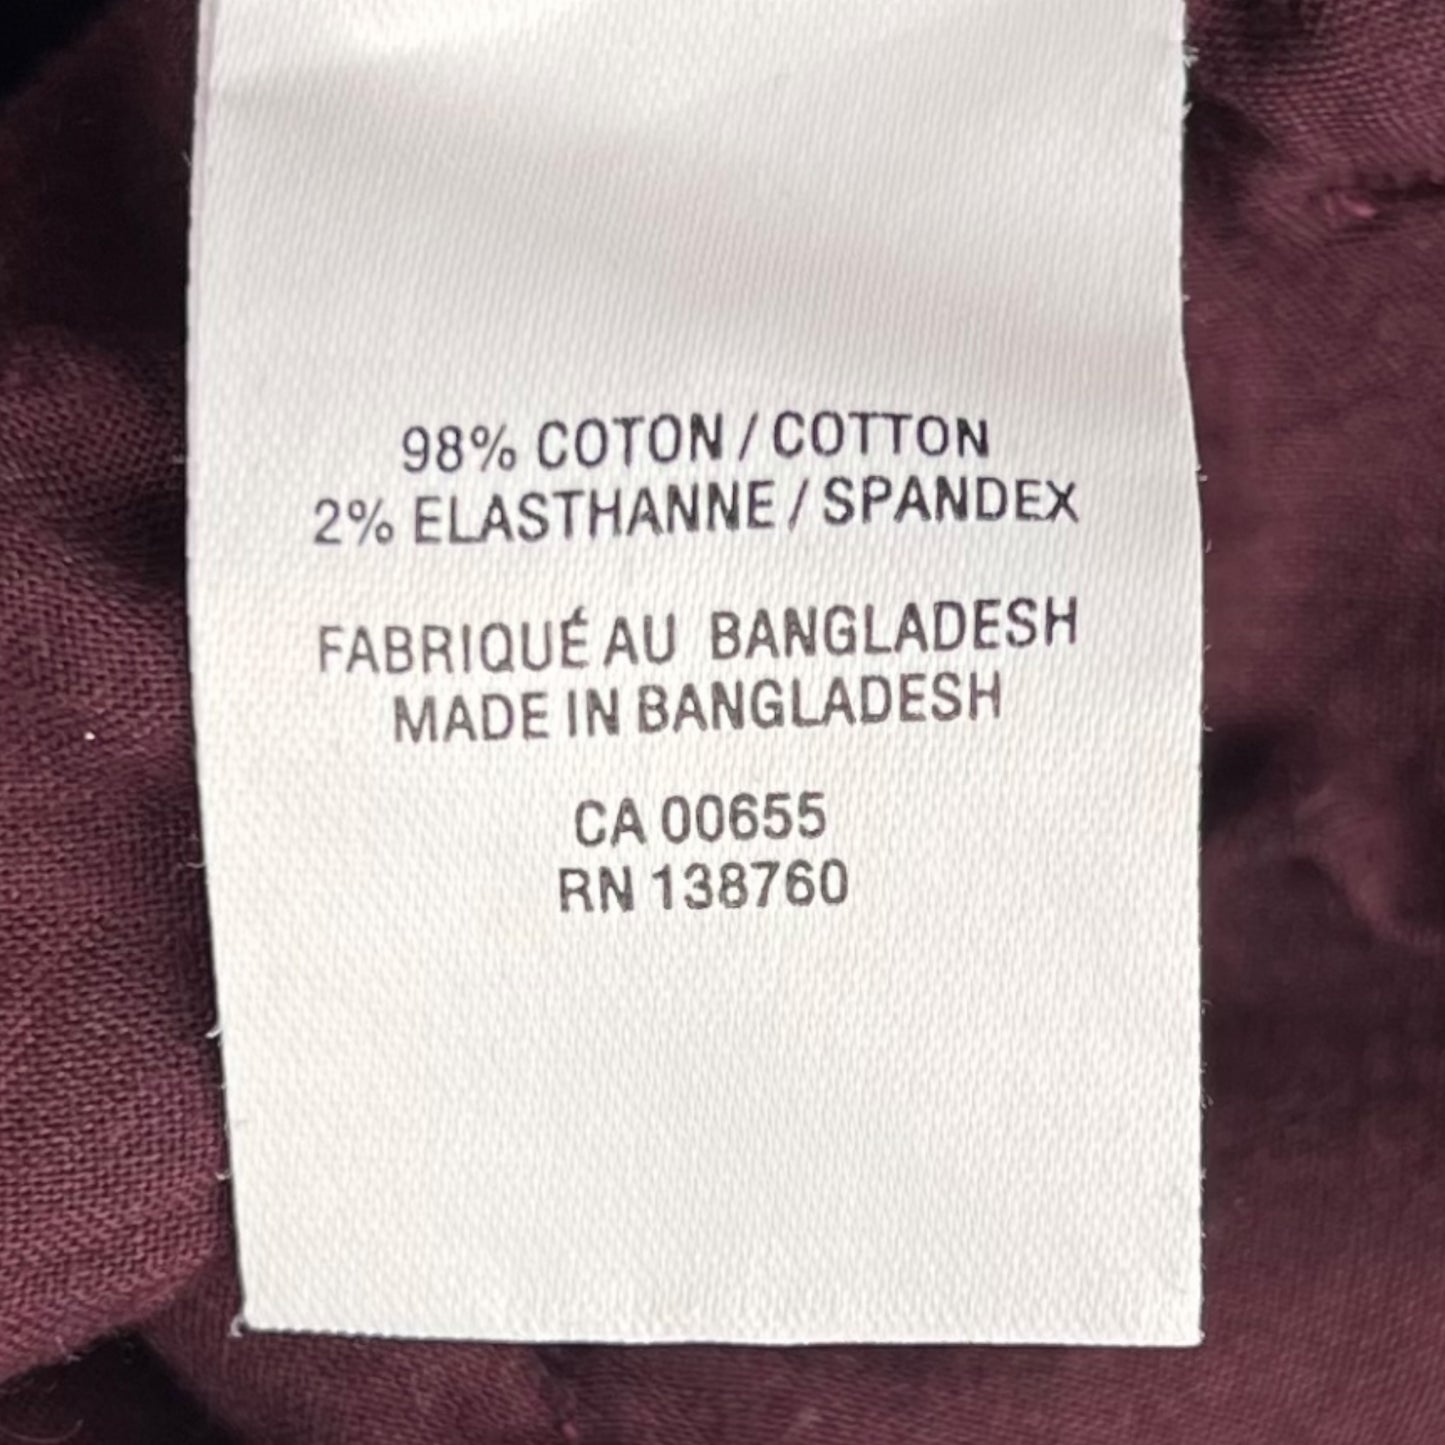 98% COTON / COTTON
2% ELASTHANNE / SPANDEX
FABRIQUÉ AU BANGLADESH
MADE IN BANGLADESH
CA 00655
RN 138760